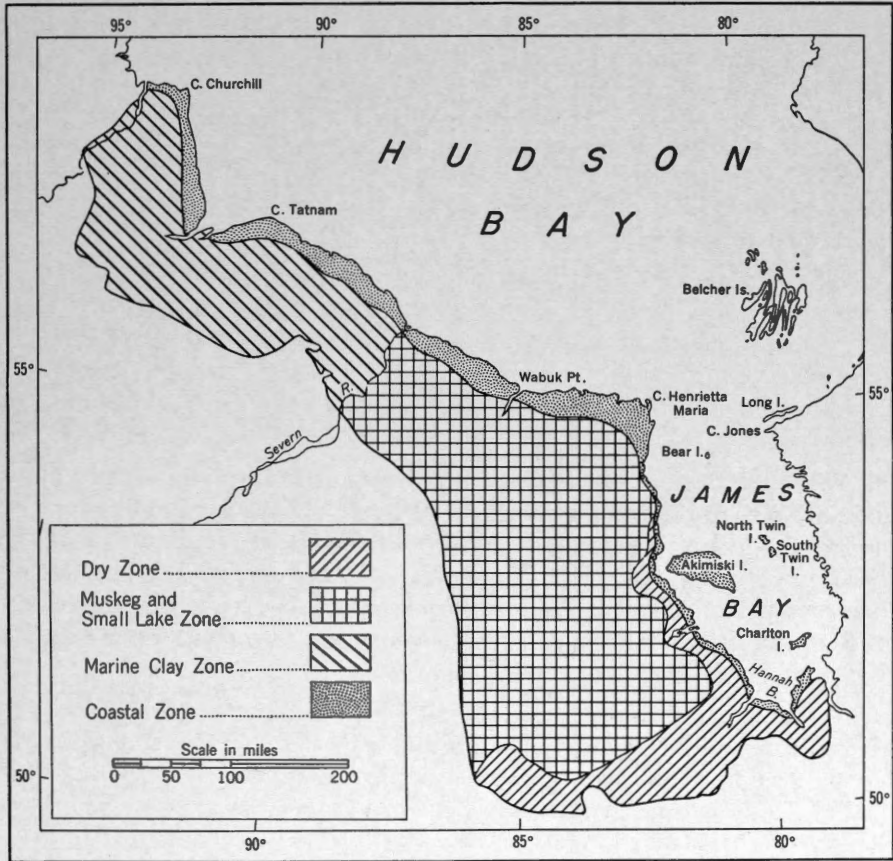 95°
90°
85°
80°
C. Churchill
HUDSON
C. Tatnam
BAY
Belcher Is.
55°
Wabuk Pt.
C. Henrietta
Maria
Long I.
55°
C. Jones
R.
Severn
Bear I.
JAMES
North Twin
I.
South
Twin
I.
Akimiski I.
BAY
Charlton
I.
Hannah
B.
Dry Zone
Muskeg and
Small Lake Zone
Marine Clay Zone
Coastal Zone
Scale in miles
0 50 100 200
50°
50°
90°
85°
80°